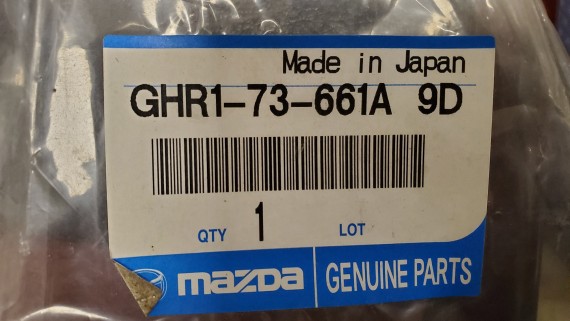 Made in Japan
GHR1-73-661A 9D
QTY 1 LOT
mazda GENUINE PARTS